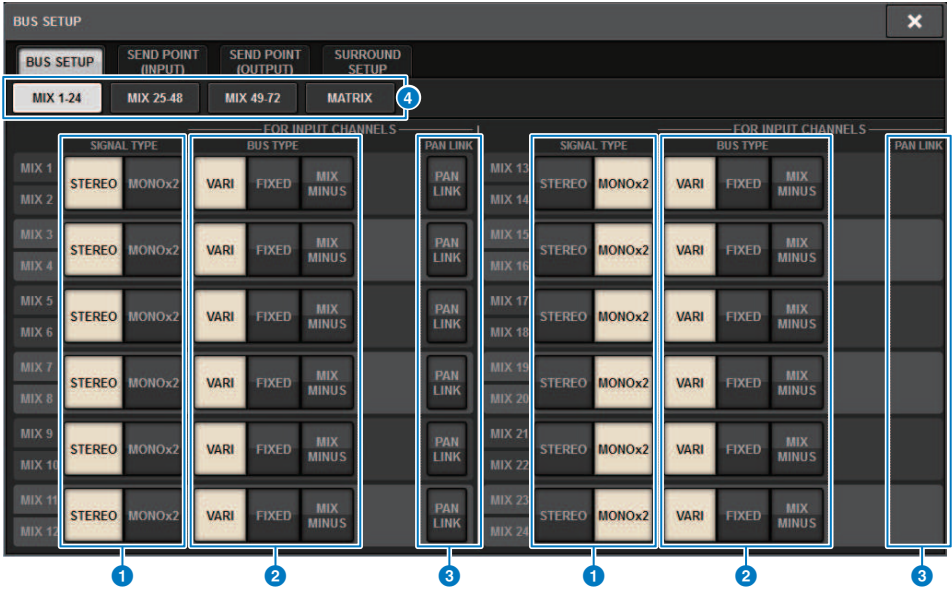 BUS SETUP
BUS SETUP
SEND POINT
(INPUT)
SEND POINT
(OUTPUT)
SURROUND
SETUP
MIX 1-24
MIX 25-48
MIX 49-72
MATRIX
4
FOR INPUT CHANNELS
SIGNAL TYPE
BUS TYPE
PAN LINK
FOR INPUT CHANNELS
SIGNAL TYPE
BUS TYPE
PAN LINK
MIX 1
MIX 2
STEREO
MONOx2
VARI
FIXED
MIX
MINUS
PAN
LINK
MIX 13
MIX 14
STEREO
MONOx2
VARI
FIXED
MIX
MINUS
MIX 3
MIX 4
STEREO
MONOx2
VARI
FIXED
MIX
MINUS
PAN
LINK
MIX 15
MIX 16
STEREO
MONOx2
VARI
FIXED
MIX
MINUS
MIX 5
MIX 6
STEREO
MONOx2
VARI
FIXED
MIX
MINUS
PAN
LINK
MIX 17
MIX 18
STEREO
MONOx2
VARI
FIXED
MIX
MINUS
MIX 7
MIX 8
STEREO
MONOx2
VARI
FIXED
MIX
MINUS
PAN
LINK
MIX 19
MIX 20
STEREO
MONOx2
VARI
FIXED
MIX
MINUS
MIX 9
MIX 10
STEREO
MONOx2
VARI
FIXED
MIX
MINUS
PAN
LINK
MIX 21
MIX 22
STEREO
MONOx2
VARI
FIXED
MIX
MINUS
MIX 11
MIX 12
STEREO
MONOx2
VARI
FIXED
MIX
MINUS
PAN
LINK
MIX 23
MIX 24
STEREO
MONOx2
VARI
FIXED
MIX
MINUS
1
2
3
1
2
3